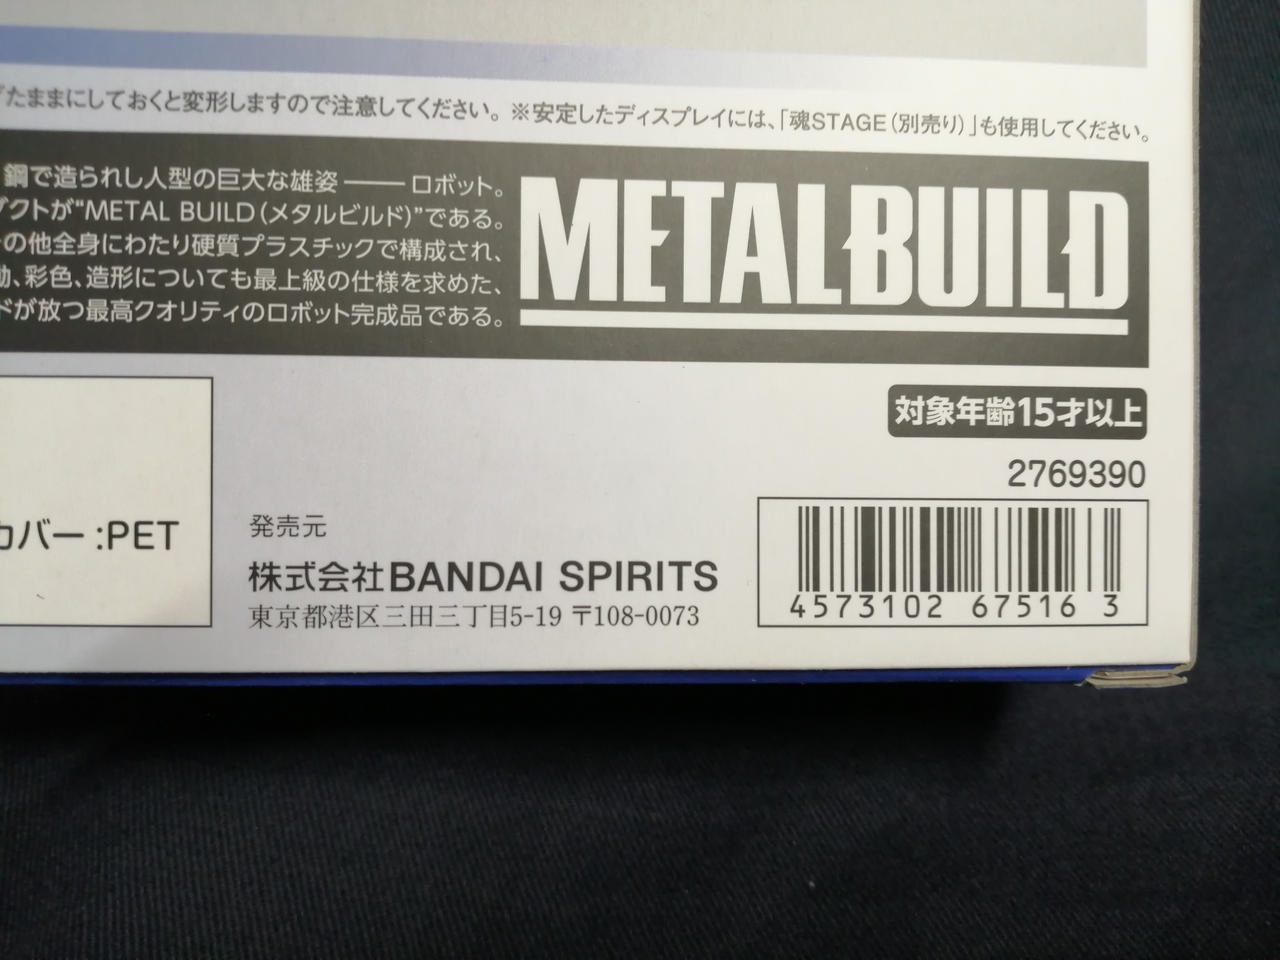 たままにしておくと変形しますので注意してください。※安定したディスプレイには、「魂STAGE(別売り)」も使用してください。
鋼で造られし人型の巨大な雄姿―― ロボット。
クトが"METAL BUILD(メタルビルド)"である。
の他全身にわたり硬質プラスチックで構成され、
動、彩色、造形についても最上級の仕様を求めた、
ドが放つ最高クオリティのロボット完成品である。
METAL BUILD
対象年齢15才以上
2769390
カバー:PET
発売元
株式会社BANDAI SPIRITS
東京都港区三田三丁目5-19 〒108-0073
4573102 67516 3